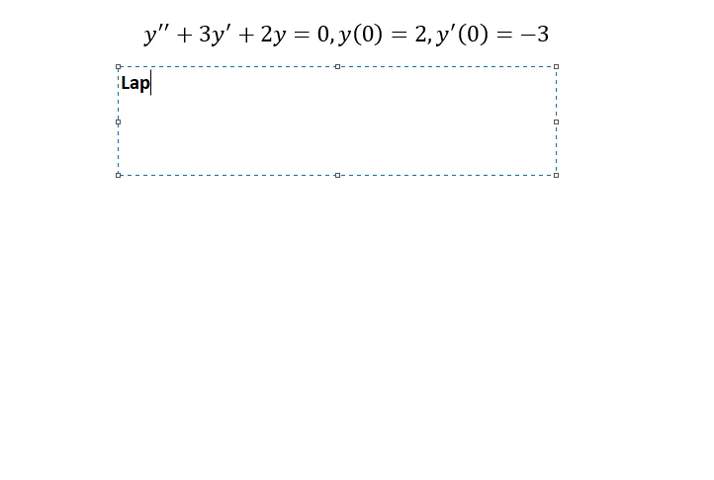 y′′ + 3y′ + 2y = 0, y(0) = 2, y′(0) = −3
Lap